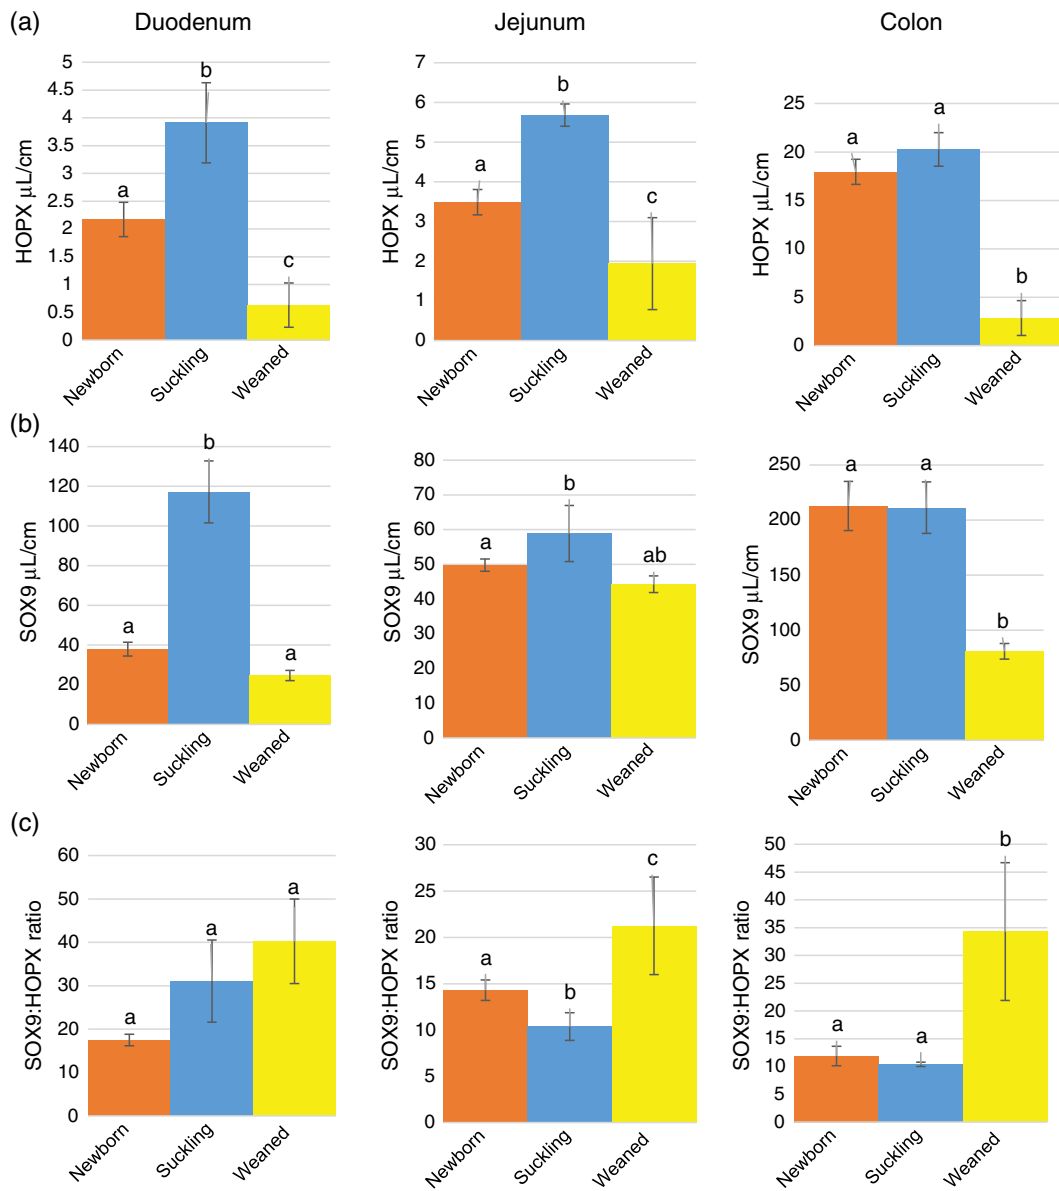 (a) Duodenum Jejunum Colon
HOPX μL/cm
5
4.5
4
3.5
3
2.5
2
1.5
1
0.5
0
a
b
c
Newborn
Suckling
Weaned
HOPX μL/cm
7
6
5
4
3
2
1
0
a
b
c
Newborn
Suckling
Weaned
HOPX μL/cm
25
20
15
10
5
0
a
a
b
Newborn
Suckling
Weaned
(b)
SOX9 μL/cm
140
120
100
80
60
40
20
0
a
b
a
Newborn
Suckling
Weaned
SOX9 μL/cm
80
70
60
50
40
30
20
10
0
a
b
ab
Newborn
Suckling
Weaned
SOX9 μL/cm
250
200
150
100
50
0
a
a
b
Newborn
Suckling
Weaned
(c)
SOX9:HOPX ratio
60
50
40
30
20
10
0
a
a
a
Newborn
Suckling
Weaned
SOX9:HOPX ratio
30
25
20
15
10
5
0
a
b
c
Newborn
Suckling
Weaned
SOX9:HOPX ratio
50
45
40
35
30
25
20
15
10
5
0
a
a
b
Newborn
Suckling
Weaned